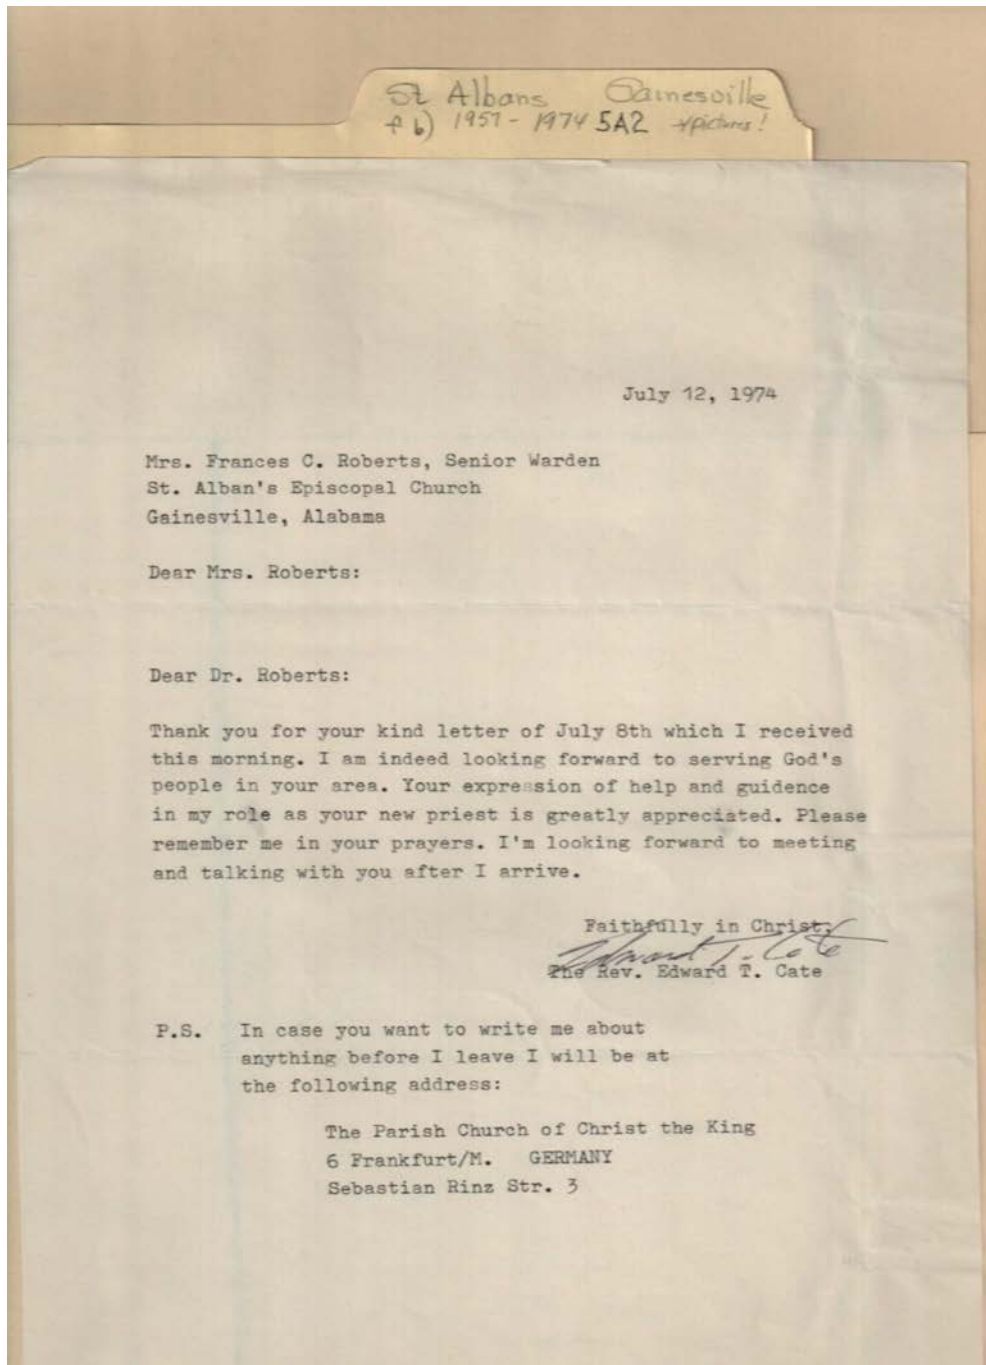 St Albans Gainesville
f b) 1957 - 1974 5A2 + pictures!
July 12, 1974
Mrs. Frances C. Roberts, Senior Warden
St. Alban's Episcopal Church
Gainesville, Alabama
Dear Mrs. Roberts:
Dear Dr. Roberts:
Thank you for your kind letter of July 8th which I received
this morning. I am indeed looking forward to serving God's
people in your area. Your expression of help and guidence
in my role as your new priest is greatly appreciated. Please
remember me in your prayers. I'm looking forward to meeting
and talking with you after I arrive.
Faithfully in Christ,
Edward T. Cate
The Rev. Edward T. Cate
P.S. In case you want to write me about
anything before I leave I will be at
the following address:
The Parish Church of Christ the King
6 Frankfurt/M. GERMANY
Sebastian Rinz Str. 3